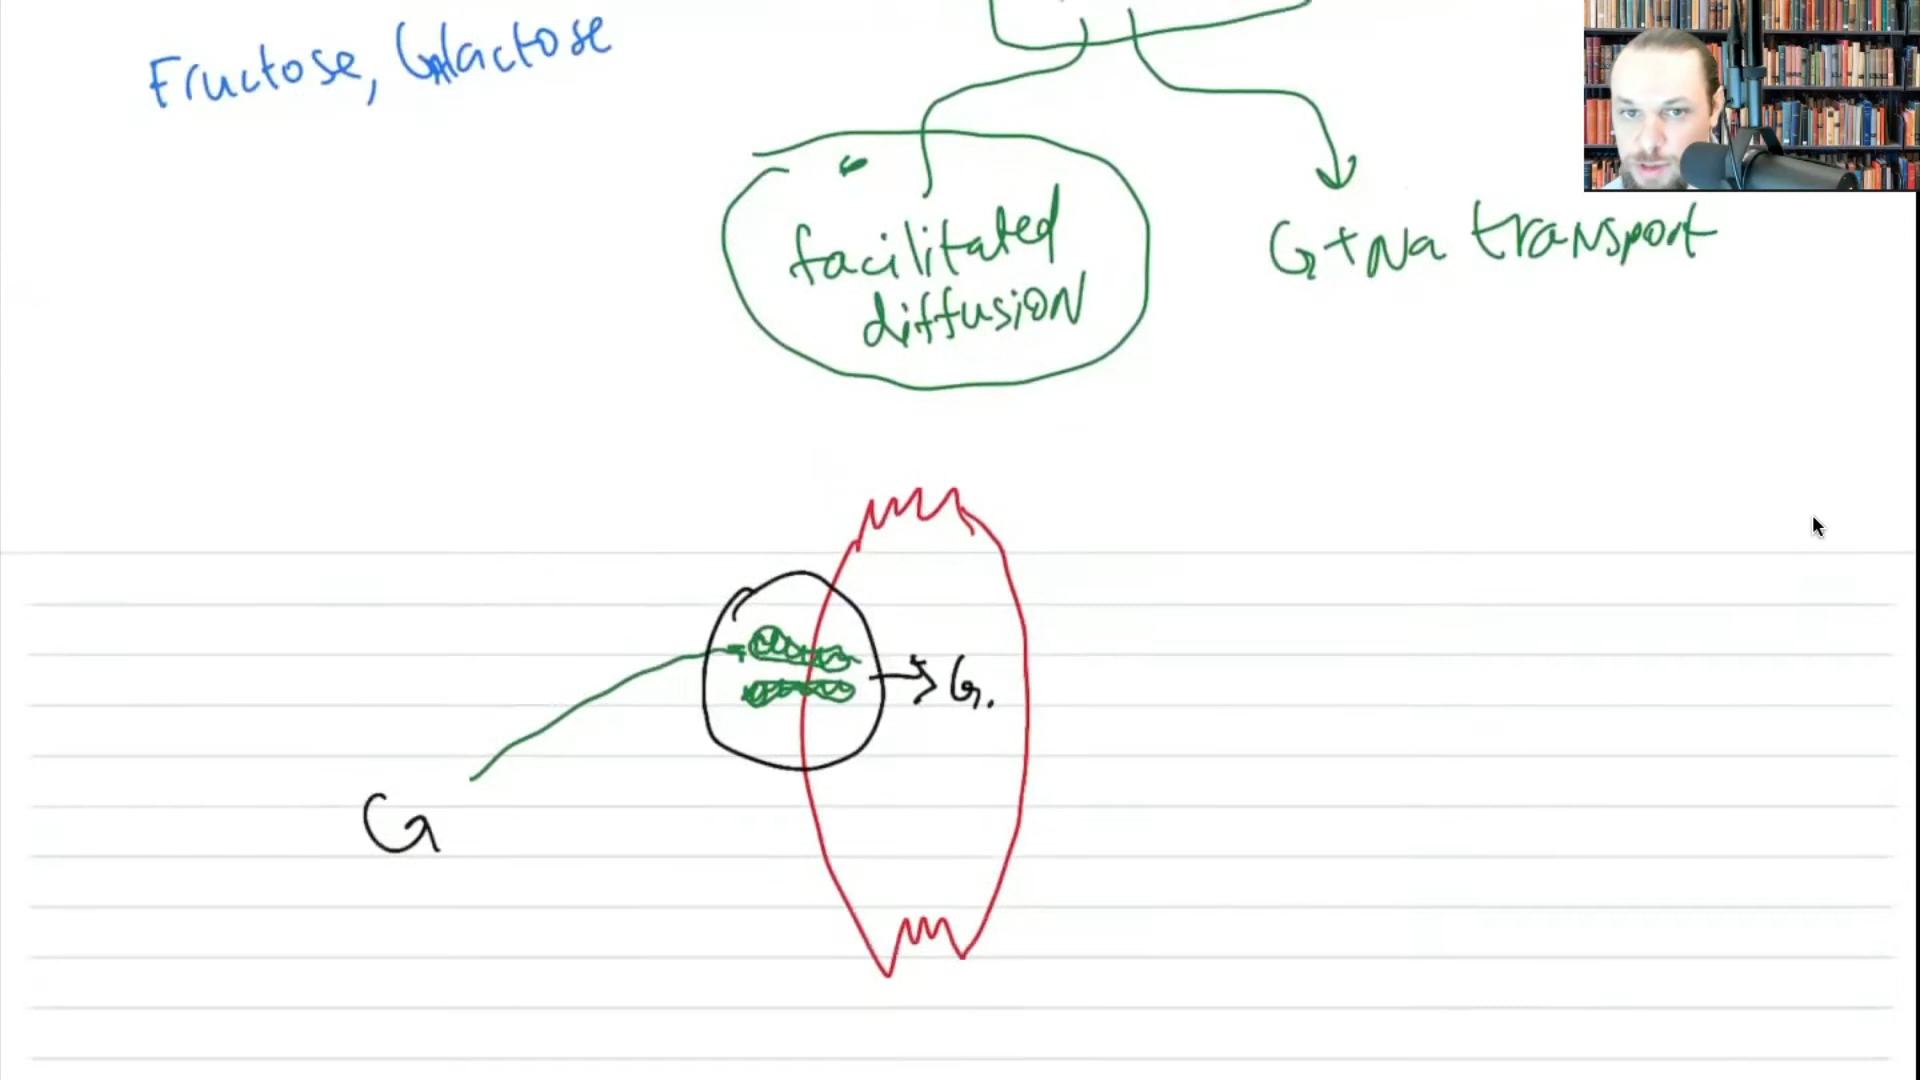 Fructose, Galactose
facilitated
diffusion
G+Na transport
G.
G